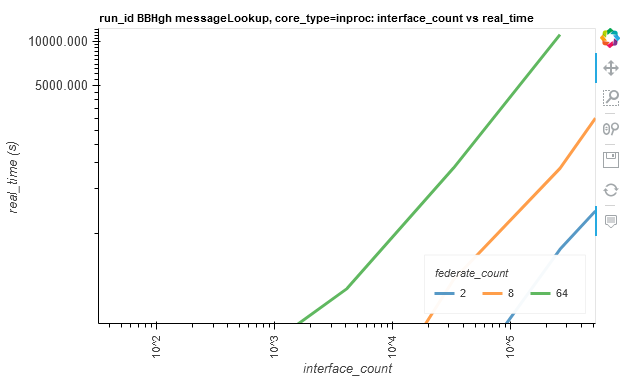 run_id BBHgh messageLookup, core_type=inproc: interface_count vs real_time
10000.000
5000.000
real_time (s)
federate_count
2
8
64
10^2
10^3
10^4
10^5
interface_count